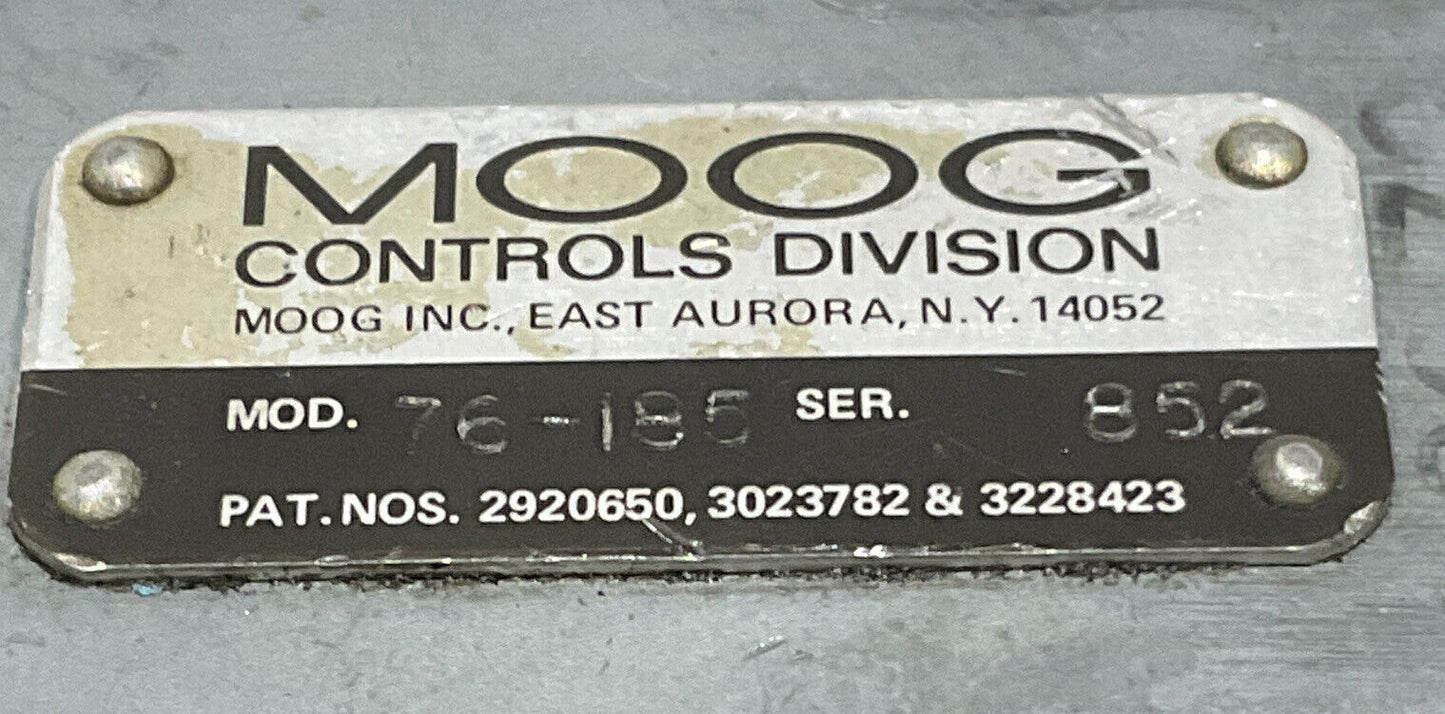 MOOG
CONTROLS DIVISION
MOOG INC., EAST AURORA, N.Y. 14052
MOD. 76-185 SER. 852
PAT. NOS. 2920650, 3023782 & 3228423